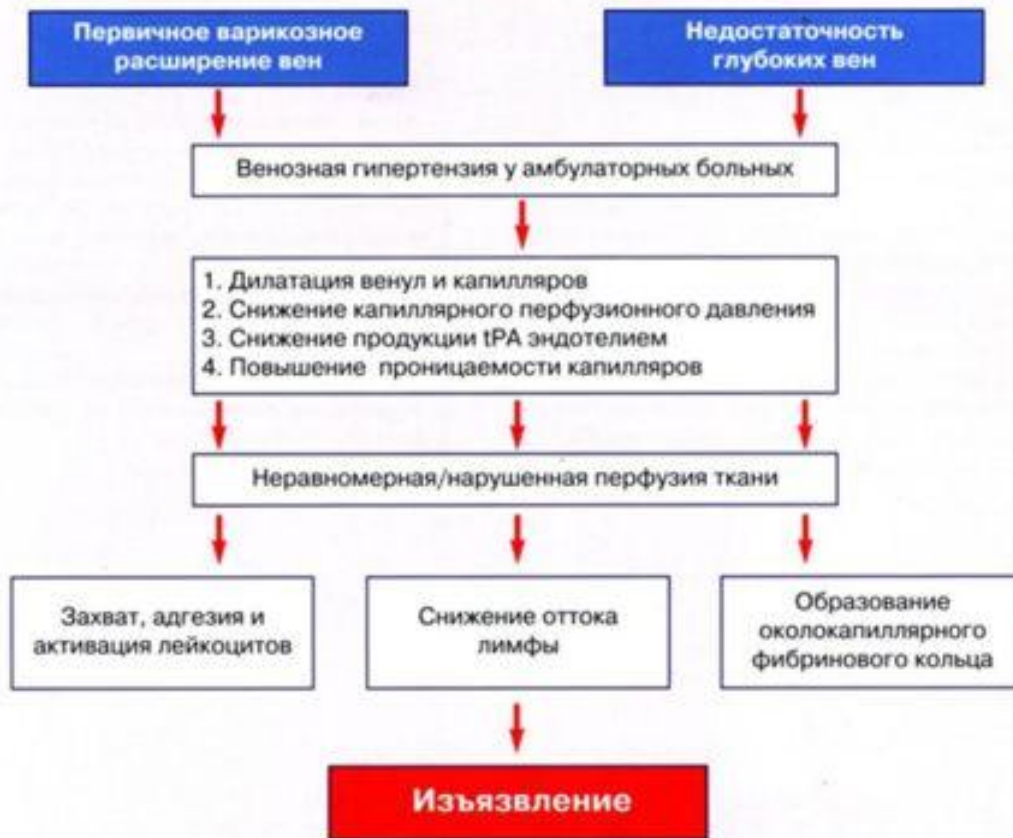 Первичное варикозное
расширение вен
Недостаточность
глубоких вен
Венозная гипертензия у амбулаторных больных
1. Дилатация венул и капилляров
2. Снижение капиллярного перфузионного давления
3. Снижение продукции tPA эндотелием
4. Повышение проницаемости капилляров
Неравномерная/нарушенная перфузия ткани
Захват, адгезия и
активация лейкоцитов
Снижение оттока
лимфы
Образование
околокапиллярного
фибринового кольца
Изъязвление